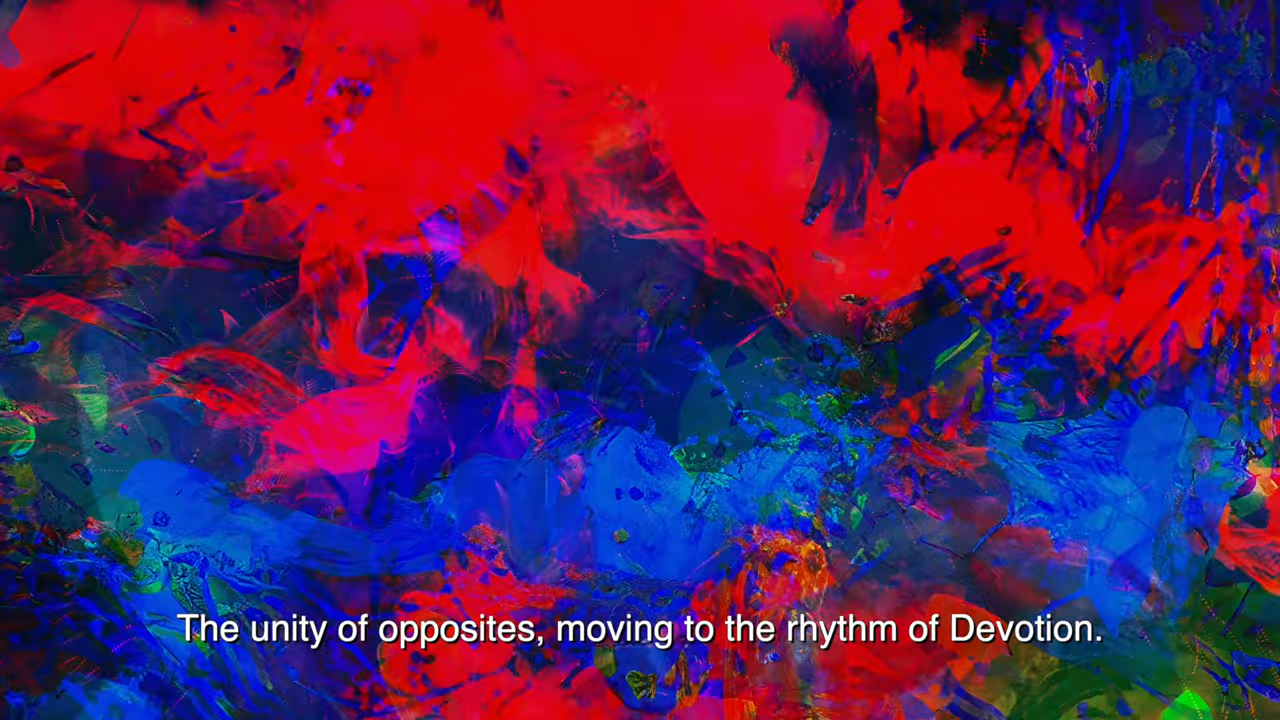 The unity of opposites, moving to the rhythm of Devotion.